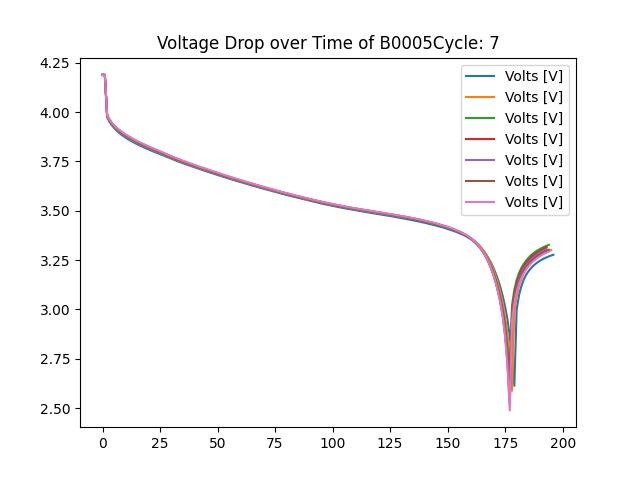 Voltage Drop over Time of B0005Cycle: 7
4.25
4.00
3.75
3.50
3.25
3.00
2.75
2.50
Volts [V]
Volts [V]
Volts [V]
Volts [V]
Volts [V]
Volts [V]
Volts [V]
0 25 50 75 100 125 150 175 200